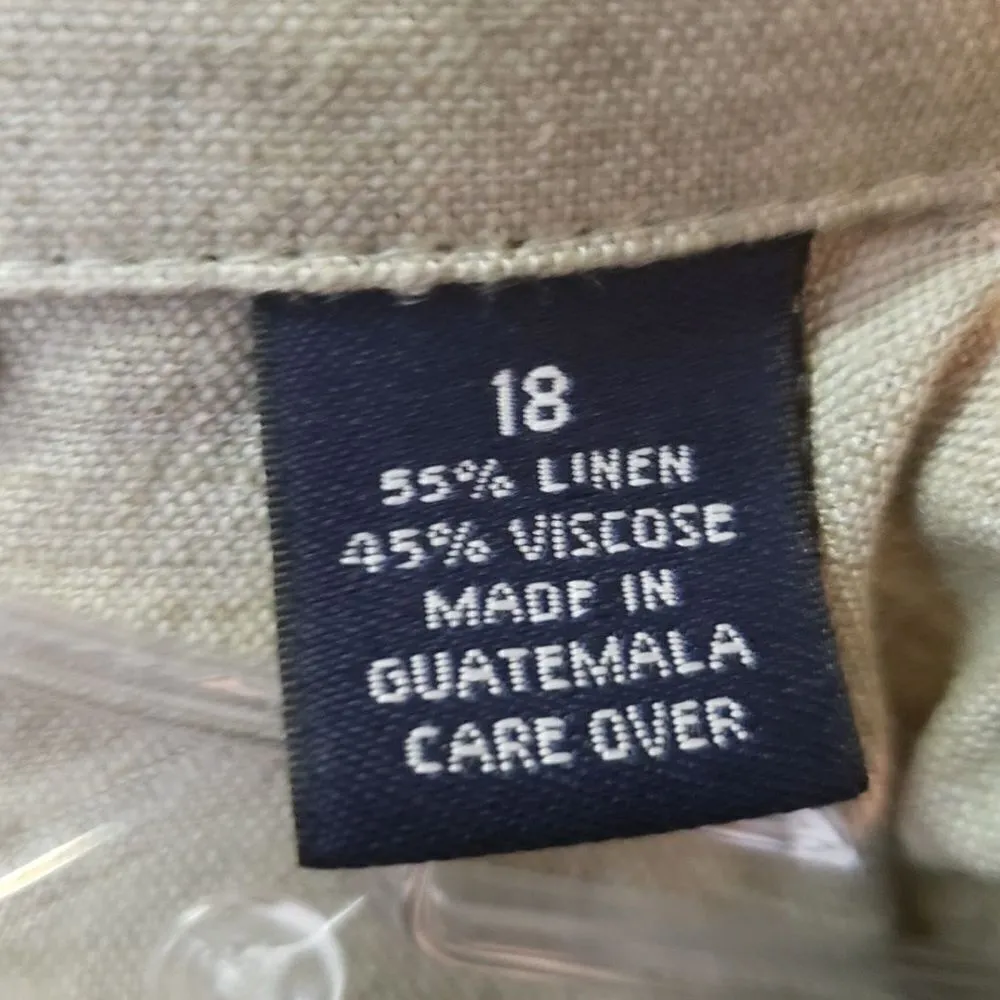 18
55% LINEN
45% VISCOSE
MADE IN
GUATEMALA
CARE OVER